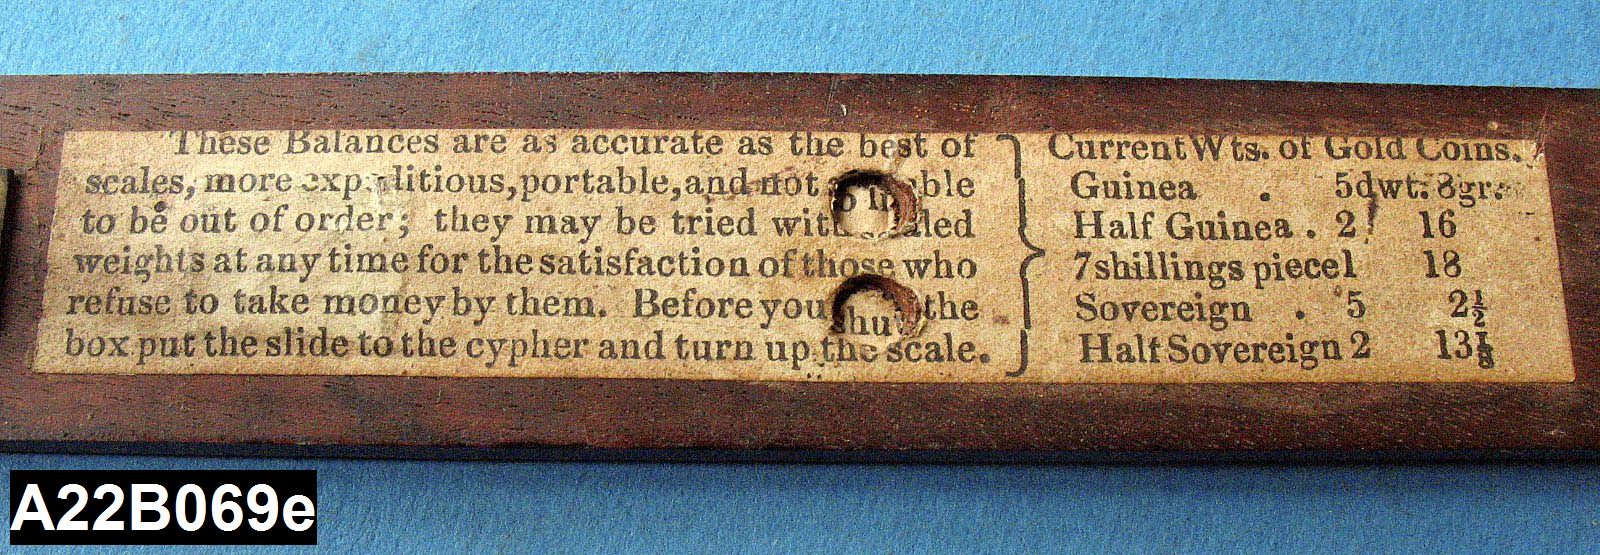 These Balances are as accurate as the best of
scales, more expeditious, portable, and not so liable
to be out of order; they may be tried with sealed
weights at any time for the satisfaction of those who
refuse to take money by them. Before you shut the
box put the slide to the cypher and turn up the scale.
Current Wts. of Gold Coins.
Guinea . 5dwt. 8gr.
Half Guinea . 2 16
7shillings piece1 18
Sovereign . 5 2½
Half Sovereign 2 13⅛
A22B069e